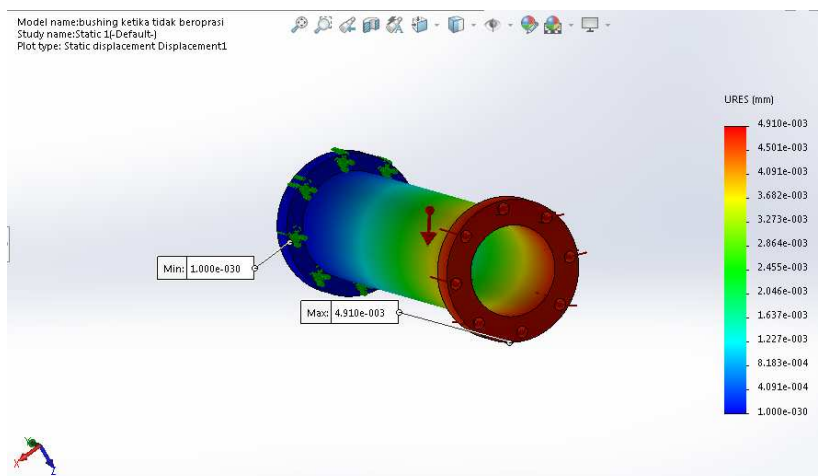 Model name:bushing ketika tidak beroprasi
Study name:Static 1(-Default-)
Plot type: Static displacement Displacement1
URES (mm)
4.910e-003
4.501e-003
4.091e-003
3.682e-003
3.273e-003
2.864e-003
2.455e-003
2.046e-003
1.637e-003
1.227e-003
8.183e-004
4.091e-004
1.000e-030
Min: 1.000e-030
Max: 4.910e-003
X
Y
Z